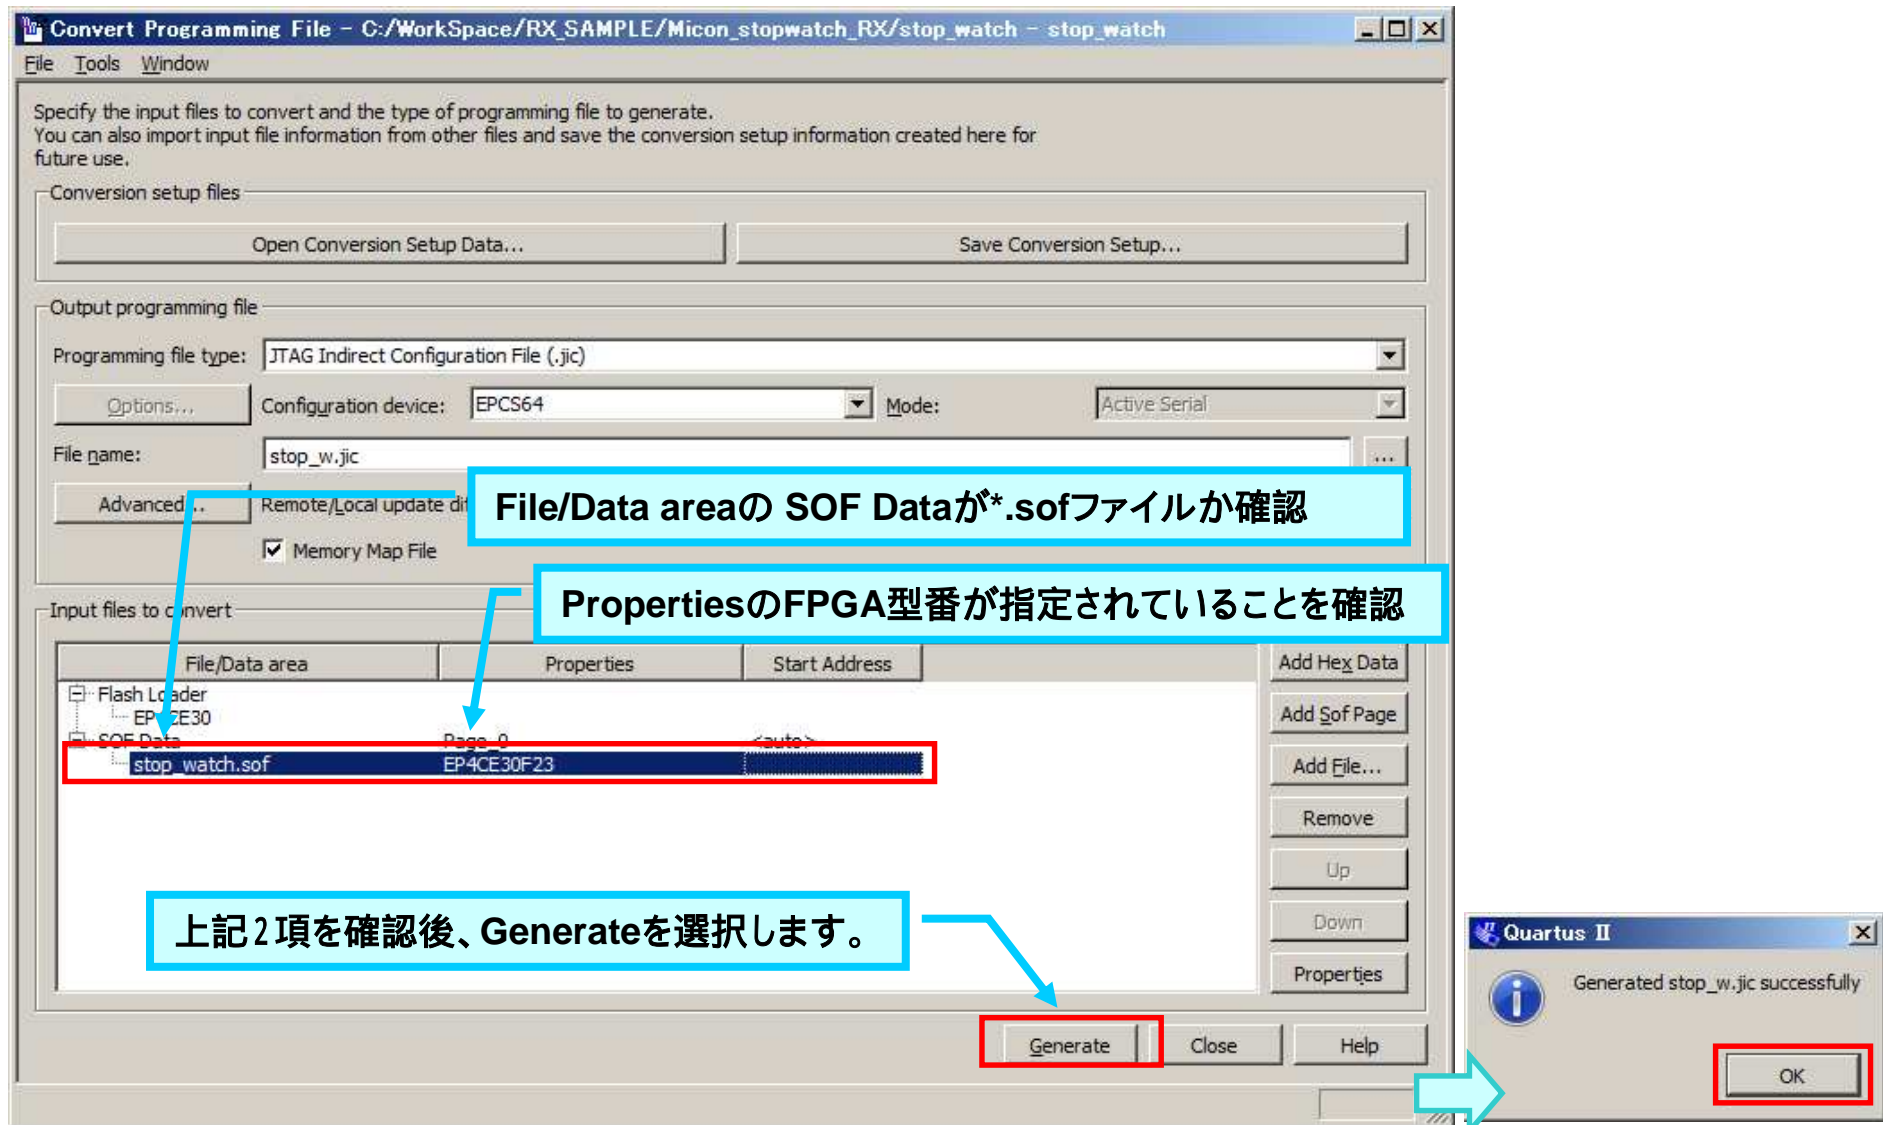 Convert Programming File - C:/WorkSpace/RX_SAMPLE/Micon_stopwatch_RX/stop_watch - stop_watch
File Tools Window
Specify the input files to convert and the type of programming file to generate.
You can also import input file information from other files and save the conversion setup information created here for
future use.
Conversion setup files
Open Conversion Setup Data...
Save Conversion Setup...
Output programming file
Programming file type: JTAG Indirect Configuration File (.jic)
Options... Configuration device: EPCS64 Mode: Active Serial
File name: stop_w.jic ...
Advanced... Remote/Local update
File/Data areaの SOF Dataが*.sofファイルか確認
Memory Map File
PropertiesのFPGA型番が指定されていることを確認
Input files to convert
File/Data area Properties Start Address
Add Hex Data
Flash Loader
EP4CE30
Add Sof Page
SOF Data Page_0 <auto>
stop_watch.sof EP4CE30F23
Add File...
Remove
Up
上記2項を確認後、Generateを選択します。
Down
Properties
Generate Close Help
Quartus II
Generated stop_w.jic successfully
OK